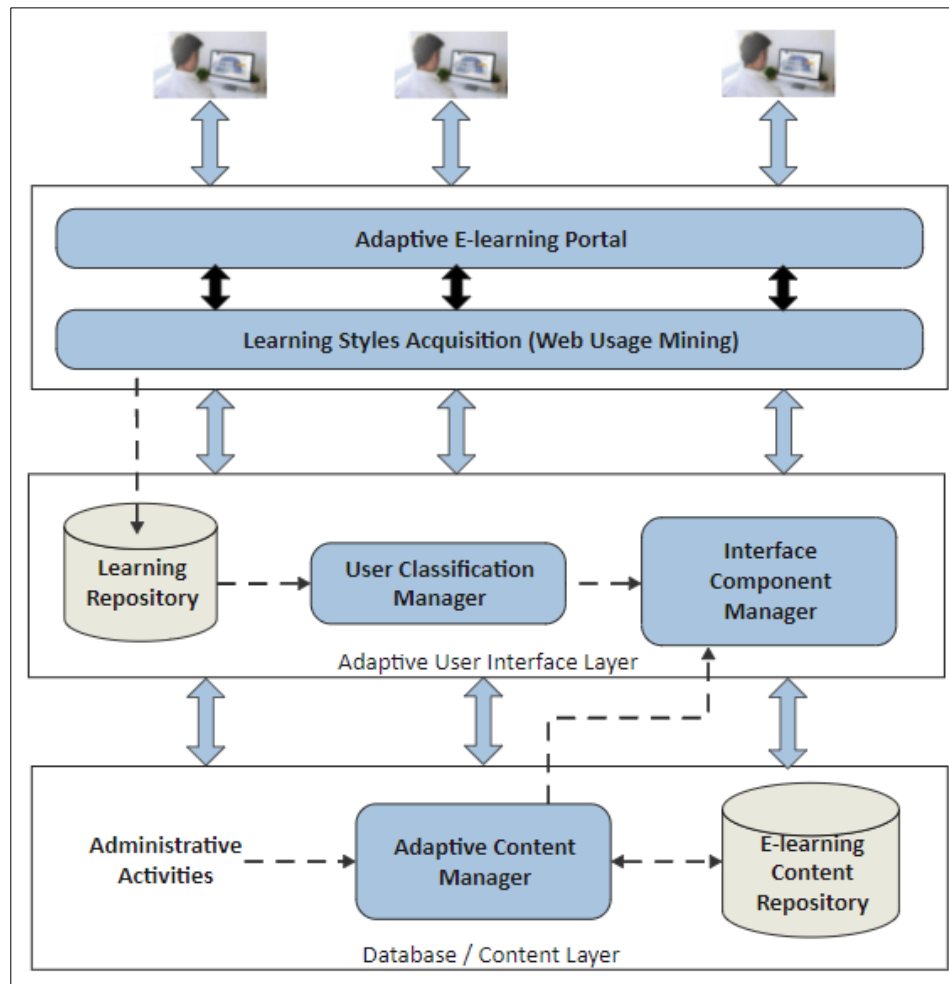 Adaptive E-learning Portal
Learning Styles Acquisition (Web Usage Mining)
Learning
Repository
User Classification
Manager
Interface
Component
Manager
Adaptive User Interface Layer
Administrative
Activities
Adaptive Content
Manager
E-learning
Content
Repository
Database / Content Layer